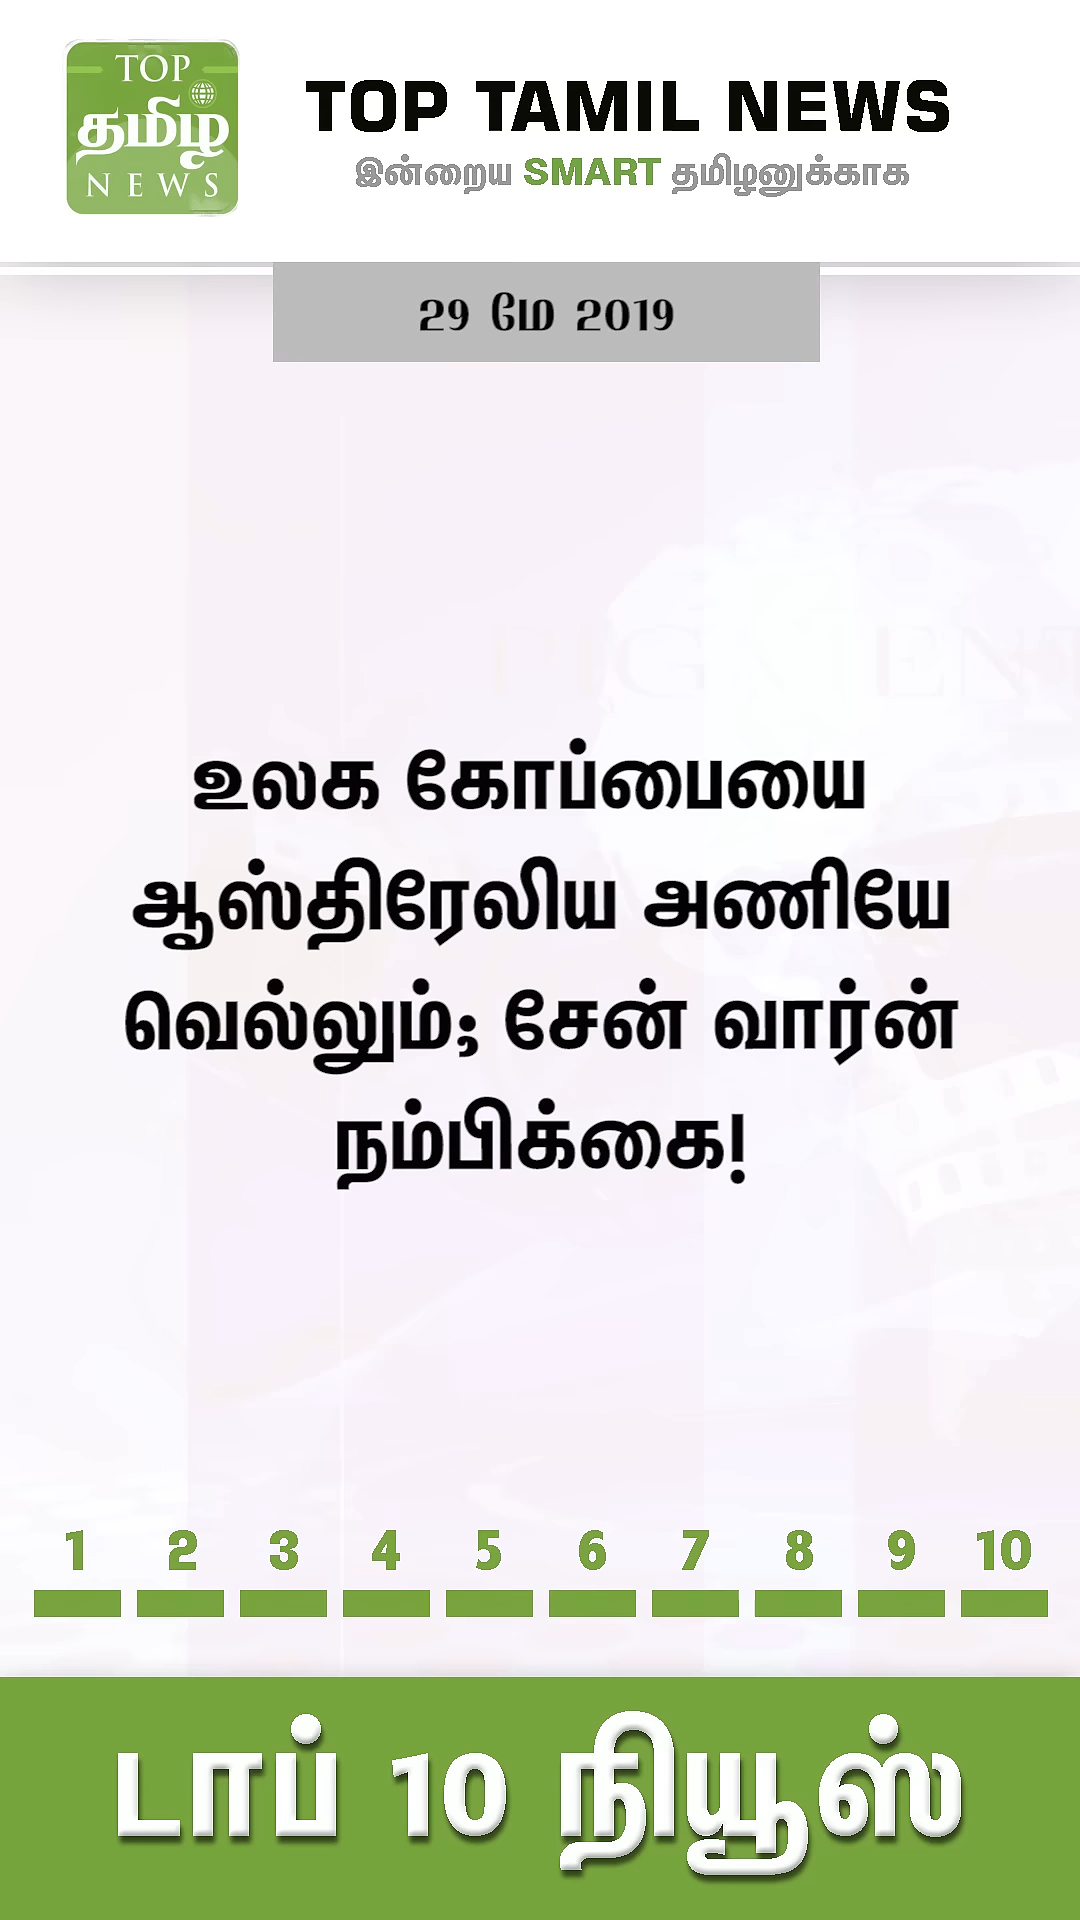 TOP
தமிழ்
NEWS
TOP TAMIL NEWS
இன்றைய SMART தமிழனுக்காக
29 மே 2019
உலக கோப்பையை
ஆஸ்திரேலிய அணியே
வெல்லும்; சேன் வார்ன்
நம்பிக்கை!
1 2 3 4 5 6 7 8 9 10
டாப் 10 நியூஸ்